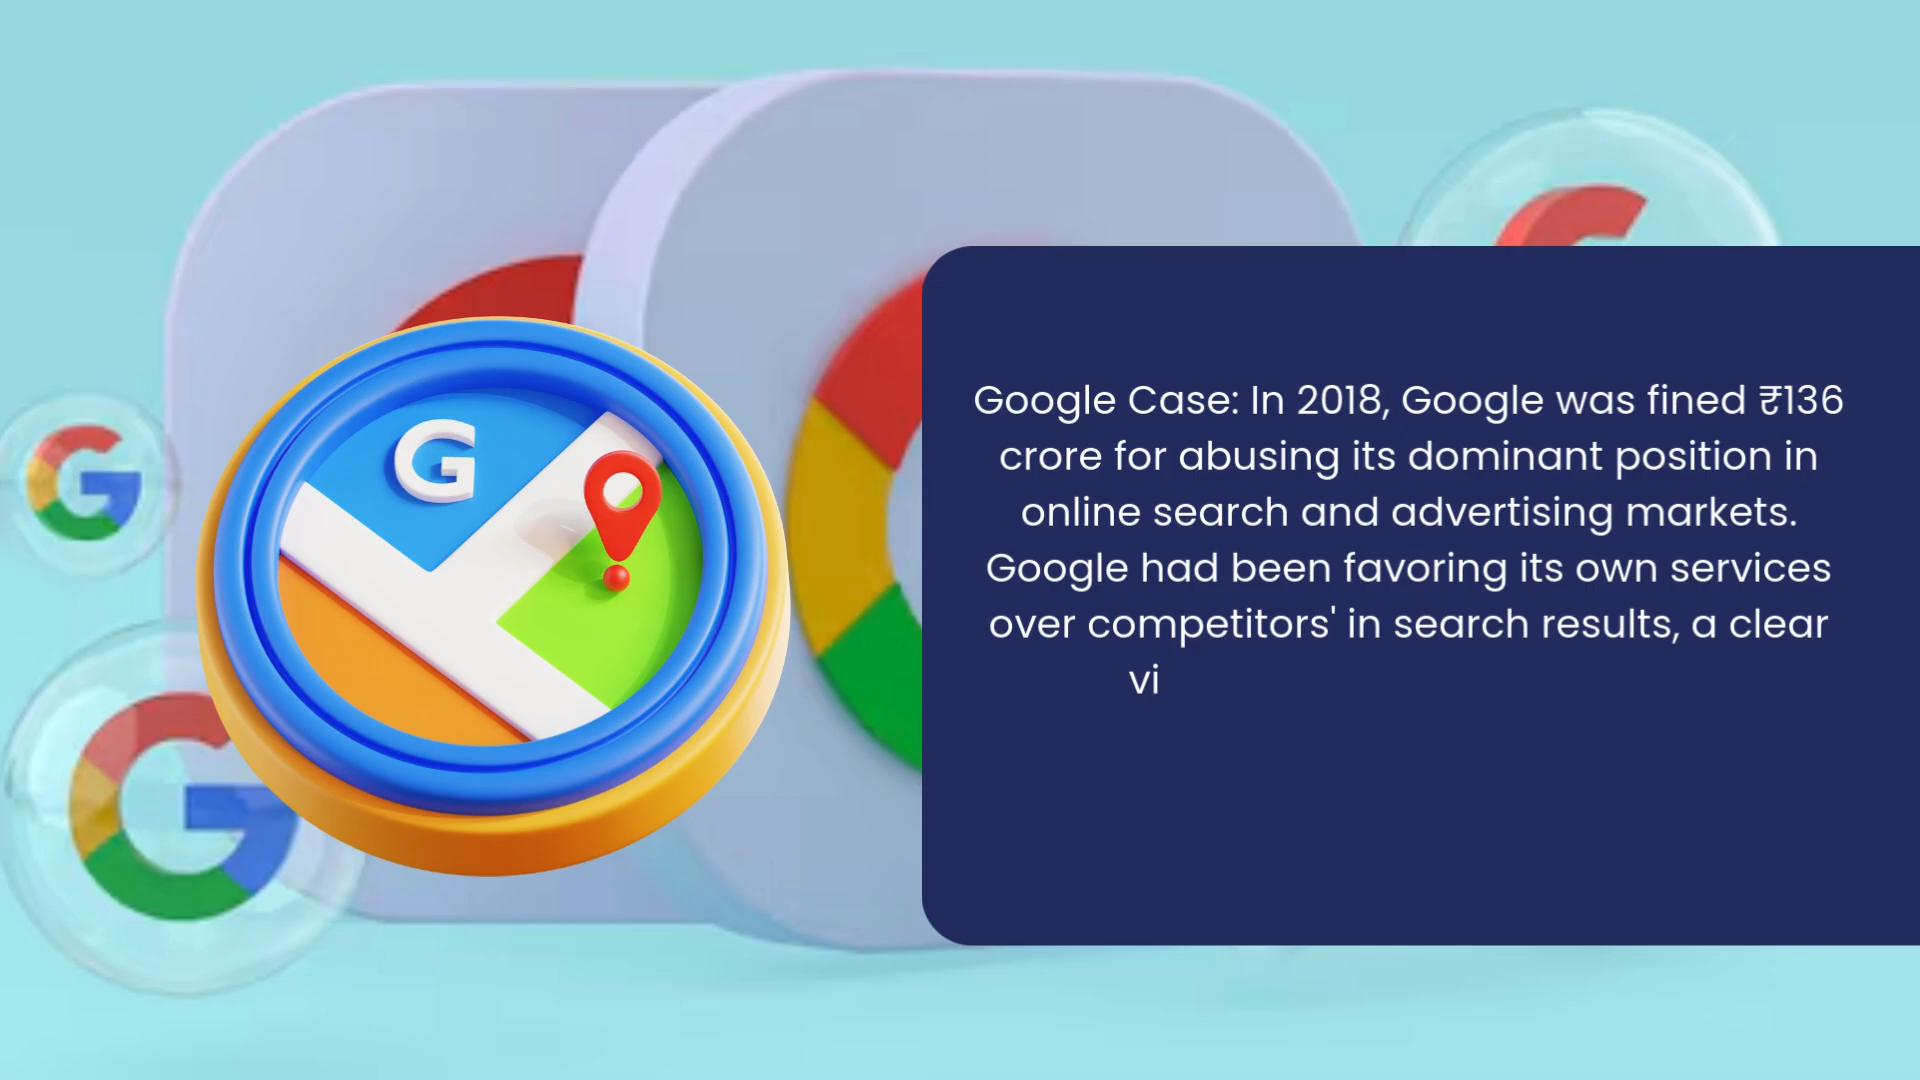 Google Case: In 2018, Google was fined ₹136
crore for abusing its dominant position in
online search and advertising markets.
Google had been favoring its own services
over competitors' in search results, a clear
vi
G
G
G